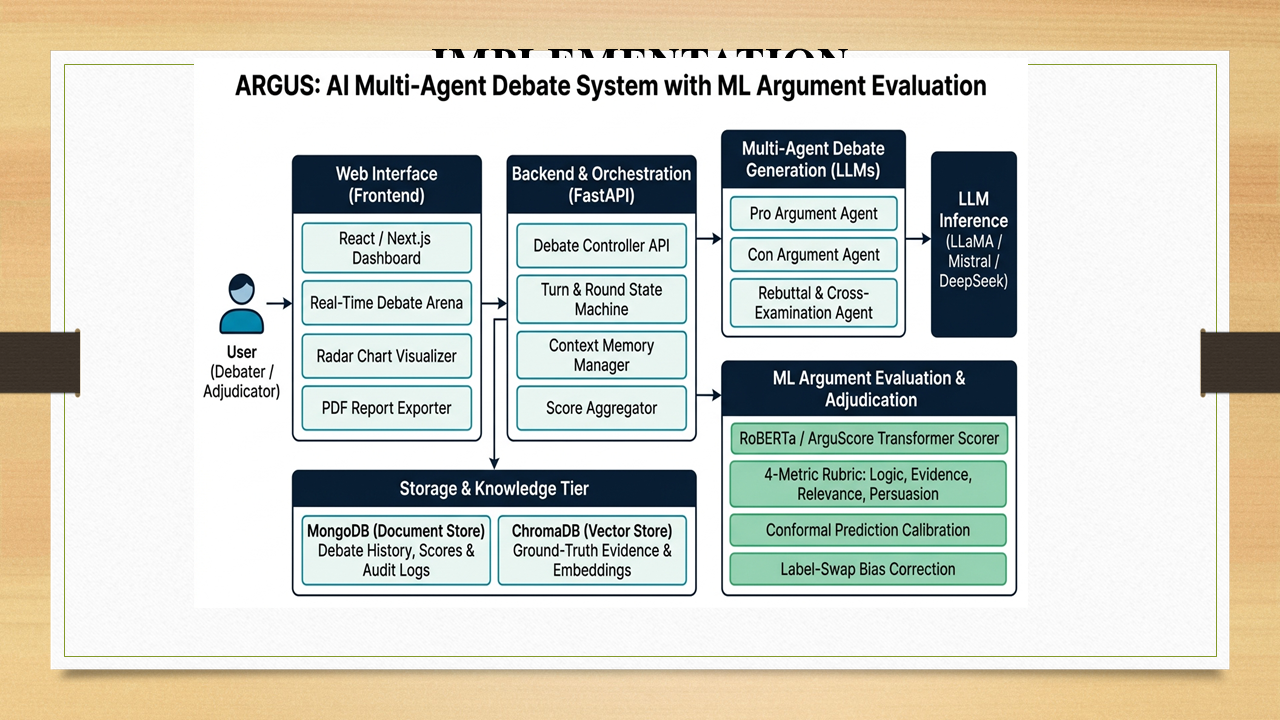 IMPLEMENTATION
ARGUS: AI Multi-Agent Debate System with ML Argument Evaluation
User
(Debater /
Adjudicator)
Web Interface
(Frontend)
React / Next.js
Dashboard
Real-Time Debate Arena
Radar Chart Visualizer
PDF Report Exporter
Backend & Orchestration
(FastAPI)
Debate Controller API
Turn & Round State
Machine
Context Memory
Manager
Score Aggregator
Multi-Agent Debate
Generation (LLMs)
Pro Argument Agent
Con Argument Agent
Rebuttal & Cross-
Examination Agent
LLM
Inference
(LLaMA /
Mistral /
DeepSeek)
ML Argument Evaluation &
Adjudication
RoBERTa / ArguScore Transformer Scorer
4-Metric Rubric: Logic, Evidence,
Relevance, Persuasion
Conformal Prediction Calibration
Label-Swap Bias Correction
Storage & Knowledge Tier
MongoDB (Document Store)
Debate History, Scores &
Audit Logs
ChromaDB (Vector Store)
Ground-Truth Evidence &
Embeddings